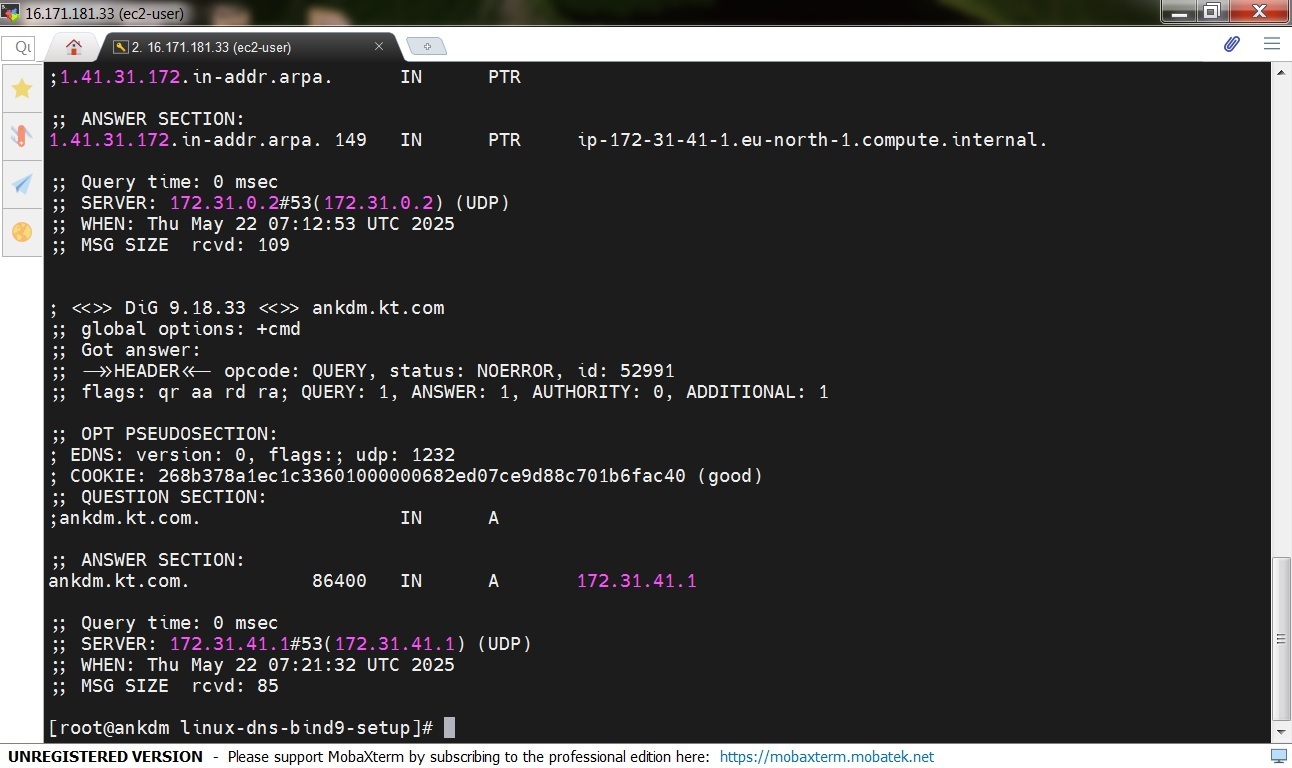 16.171.181.33 (ec2-user)
2. 16.171.181.33 (ec2-user)
;1.41.31.172.in-addr.arpa. IN PTR
;; ANSWER SECTION:
1.41.31.172.in-addr.arpa. 149 IN PTR ip-172-31-41-1.eu-north-1.compute.internal.
;; Query time: 0 msec
;; SERVER: 172.31.0.2#53(172.31.0.2) (UDP)
;; WHEN: Thu May 22 07:12:53 UTC 2025
;; MSG SIZE  rcvd: 109
; <<>> DiG 9.18.33 <<>> ankdm.kt.com
;; global options: +cmd
;; Got answer:
;; ->>HEADER<<- opcode: QUERY, status: NOERROR, id: 52991
;; flags: qr aa rd ra; QUERY: 1, ANSWER: 1, AUTHORITY: 0, ADDITIONAL: 1
;; OPT PSEUDOSECTION:
; EDNS: version: 0, flags:; udp: 1232
; COOKIE: 268b378a1ec1c33601000000682ed07ce9d88c701b6fac40 (good)
;; QUESTION SECTION:
;ankdm.kt.com. IN A
;; ANSWER SECTION:
ankdm.kt.com. 86400 IN A 172.31.41.1
;; Query time: 0 msec
;; SERVER: 172.31.41.1#53(172.31.41.1) (UDP)
;; WHEN: Thu May 22 07:21:32 UTC 2025
;; MSG SIZE  rcvd: 85
[root@ankdm linux-dns-bind9-setup]#
UNREGISTERED VERSION - Please support MobaXterm by subscribing to the professional edition here: https://mobaxterm.mobatek.net